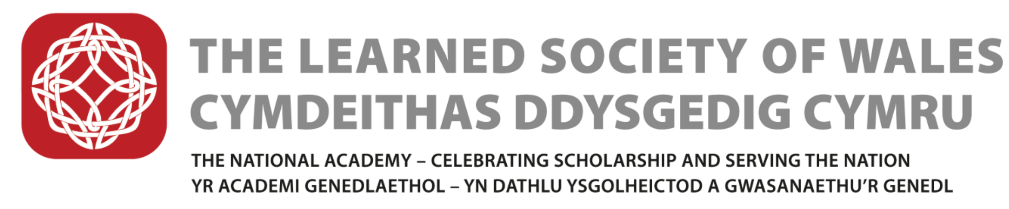 THE LEARNED SOCIETY OF WALES
CYMDEITHAS DDYSGEDIG CYMRU
THE NATIONAL ACADEMY – CELEBRATING SCHOLARSHIP AND SERVING THE NATION
YR ACADEMI GENEDLAETHOL – YN DATHLU YSGOLHEICTOD A GWASANAETHU’R GENEDL